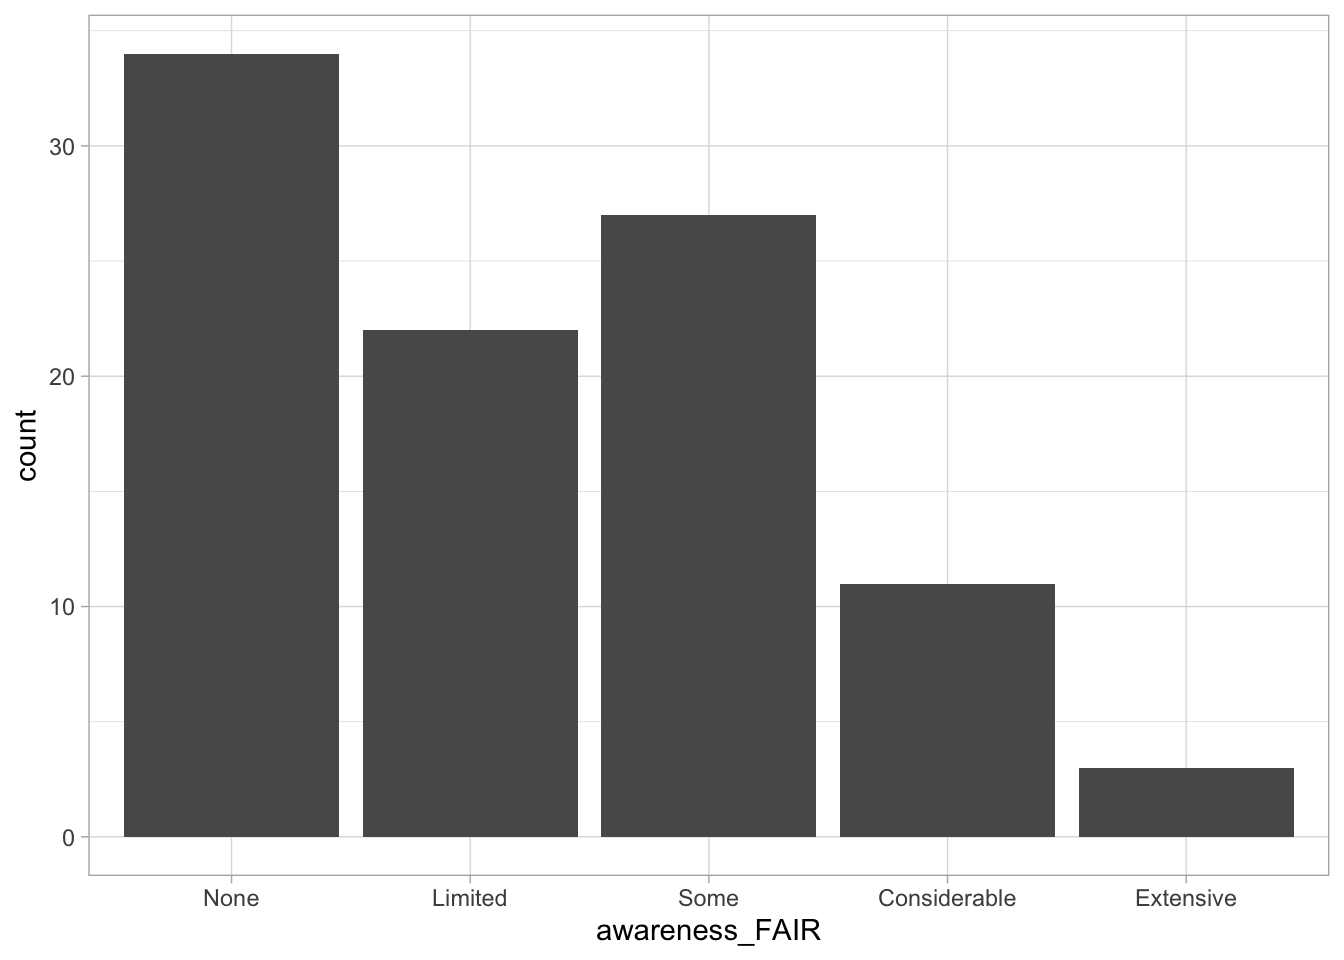 count
30
20
10
0
None
Limited
Some
Considerable
Extensive
awareness_FAIR